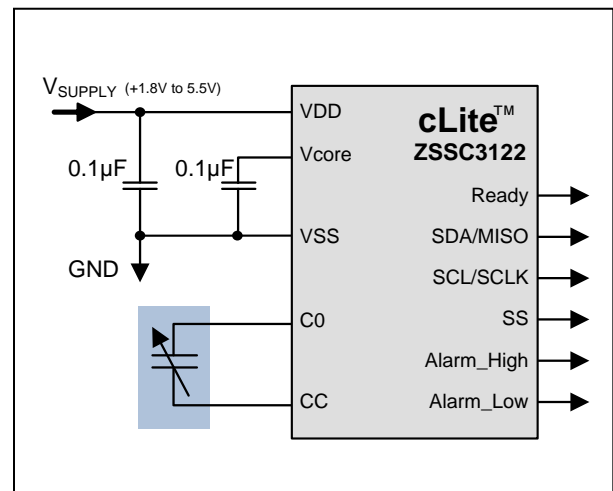 VSUPPLY (+1.8V to 5.5V)
VDD
cLite™
ZSSC3122
Vcore
0.1µF
0.1µF
Ready
VSS
SDA/MISO
GND
SCL/SCLK
C0
SS
Alarm_High
CC
Alarm_Low